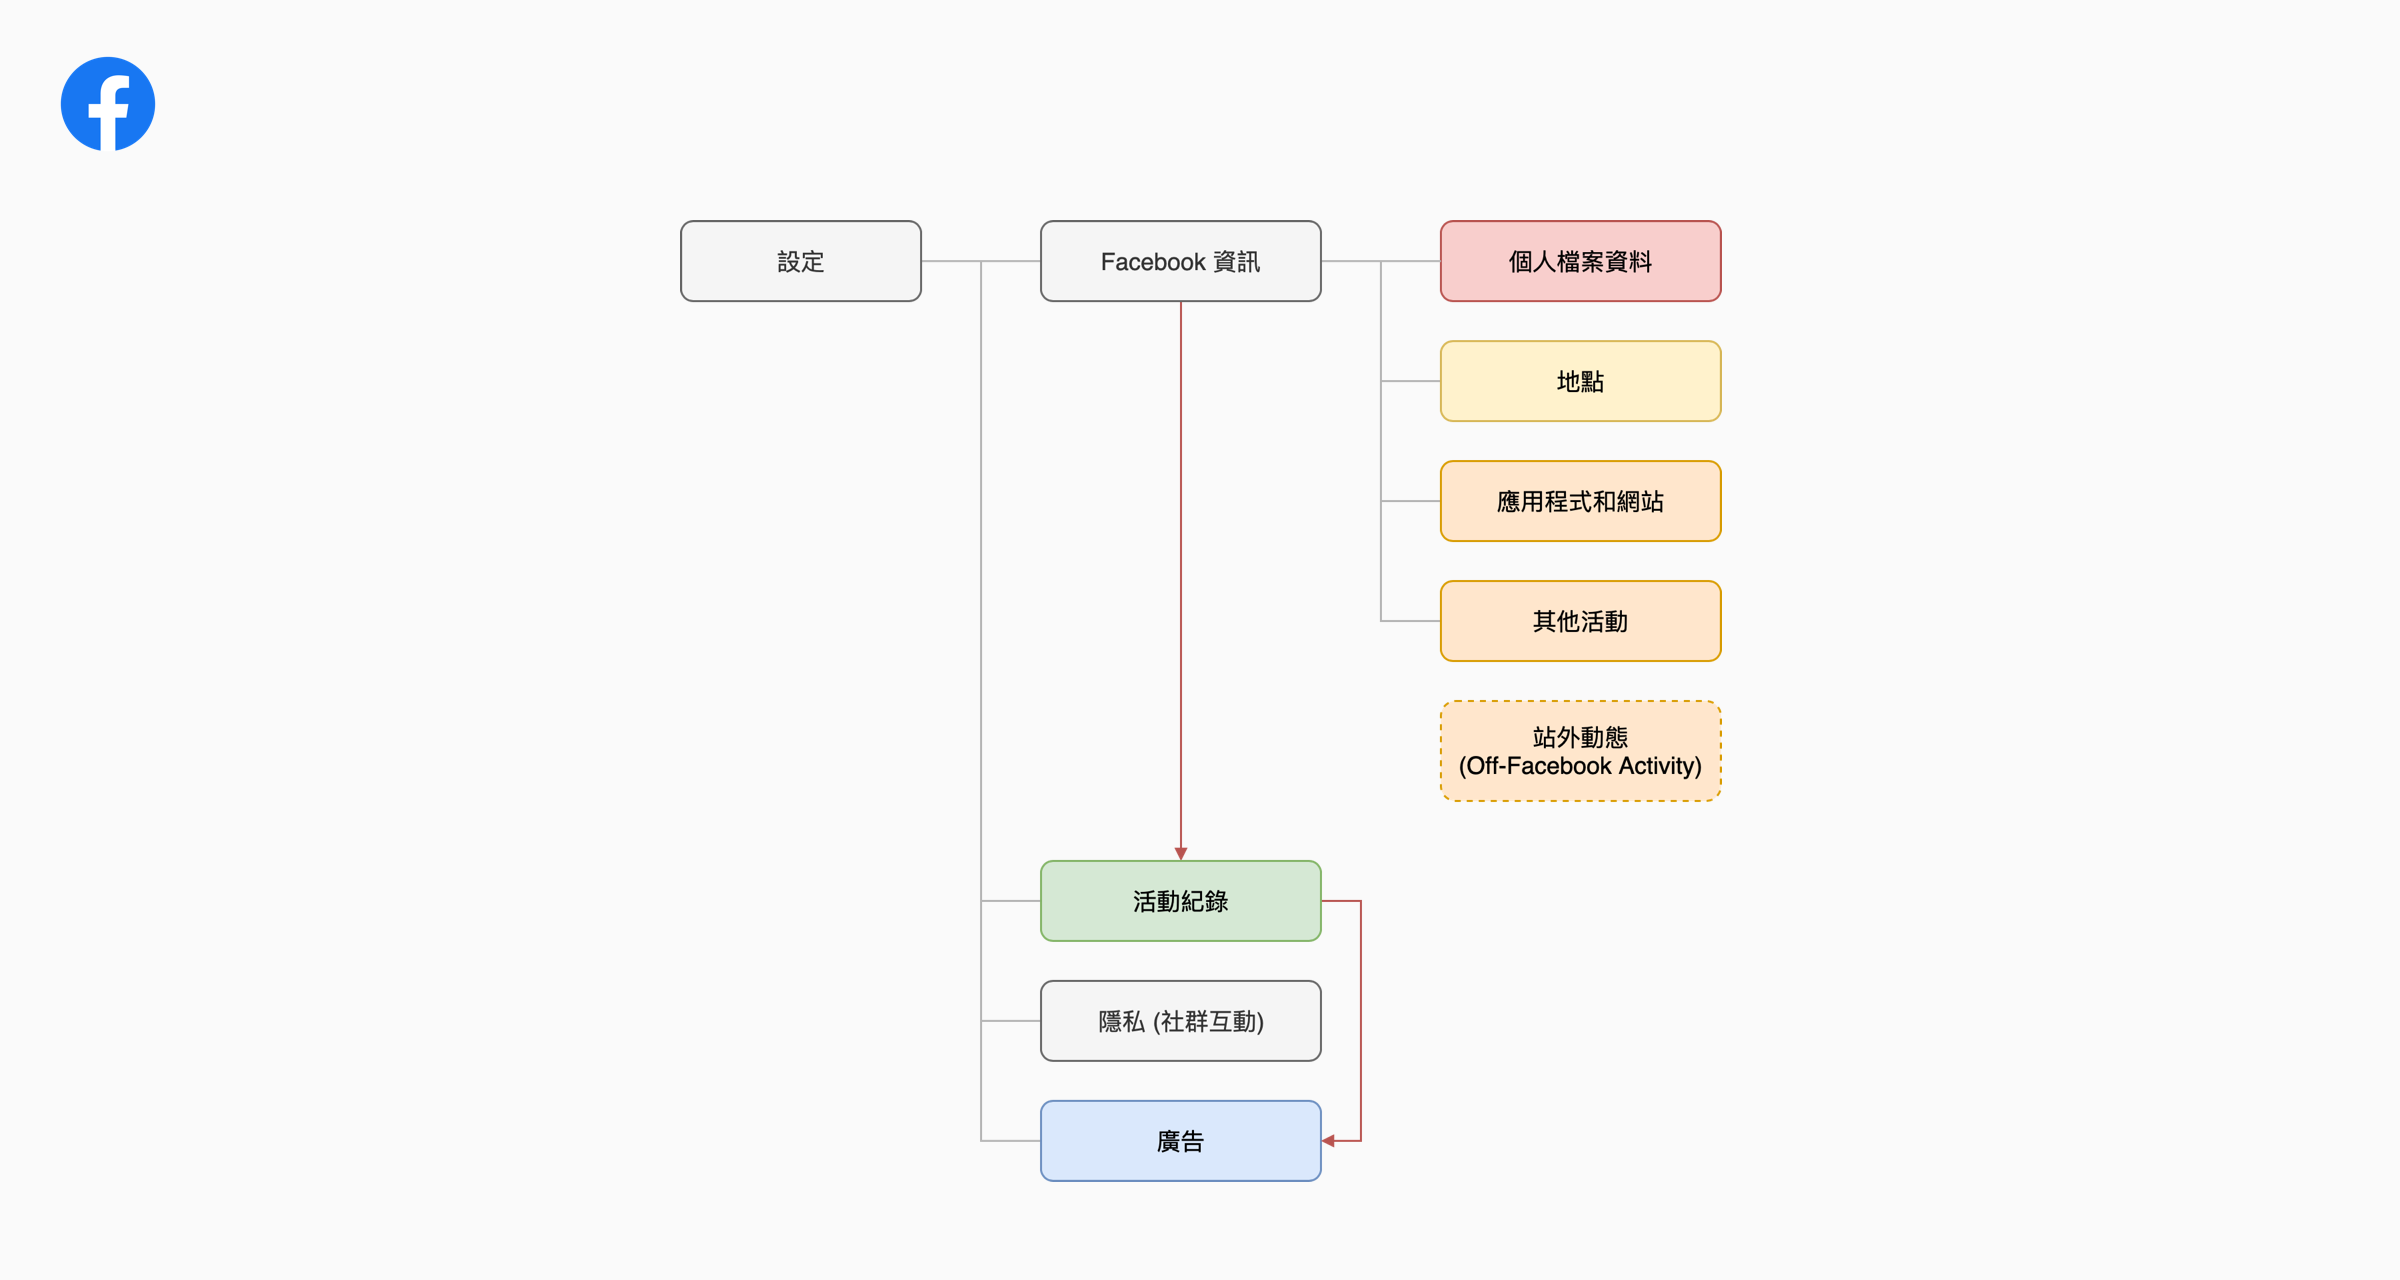 設定
Facebook 資訊
個人檔案資料
地點
應用程式和網站
其他活動
站外動態
(Off-Facebook Activity)
活動紀錄
隱私 (社群互動)
廣告